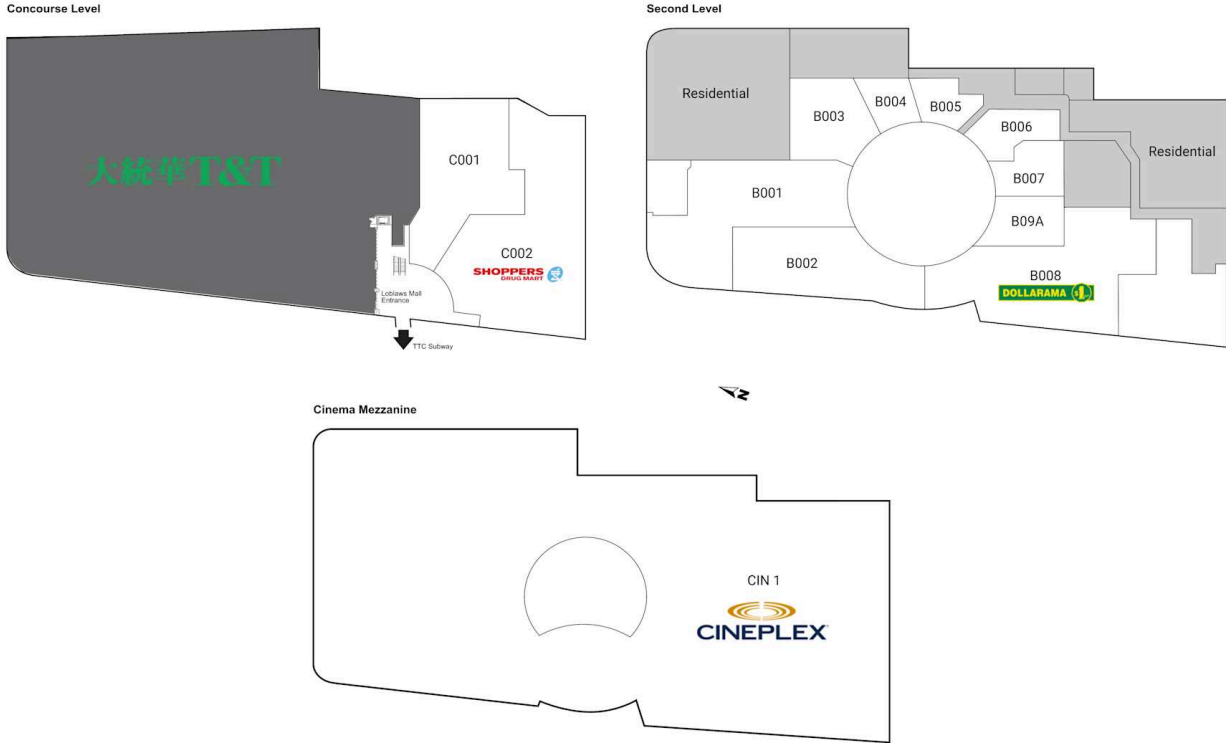 Concourse Level
大統華T&T
C001
C002
SHOPPERS
DRUG MART
Loblaws Mall
Entrance
TTC Subway
Second Level
Residential
B003
B004
B005
B006
B007
Residential
B001
B09A
B002
B008
DOLLARAMA $1
N
Cinema Mezzanine
CIN 1
CINEPLEX